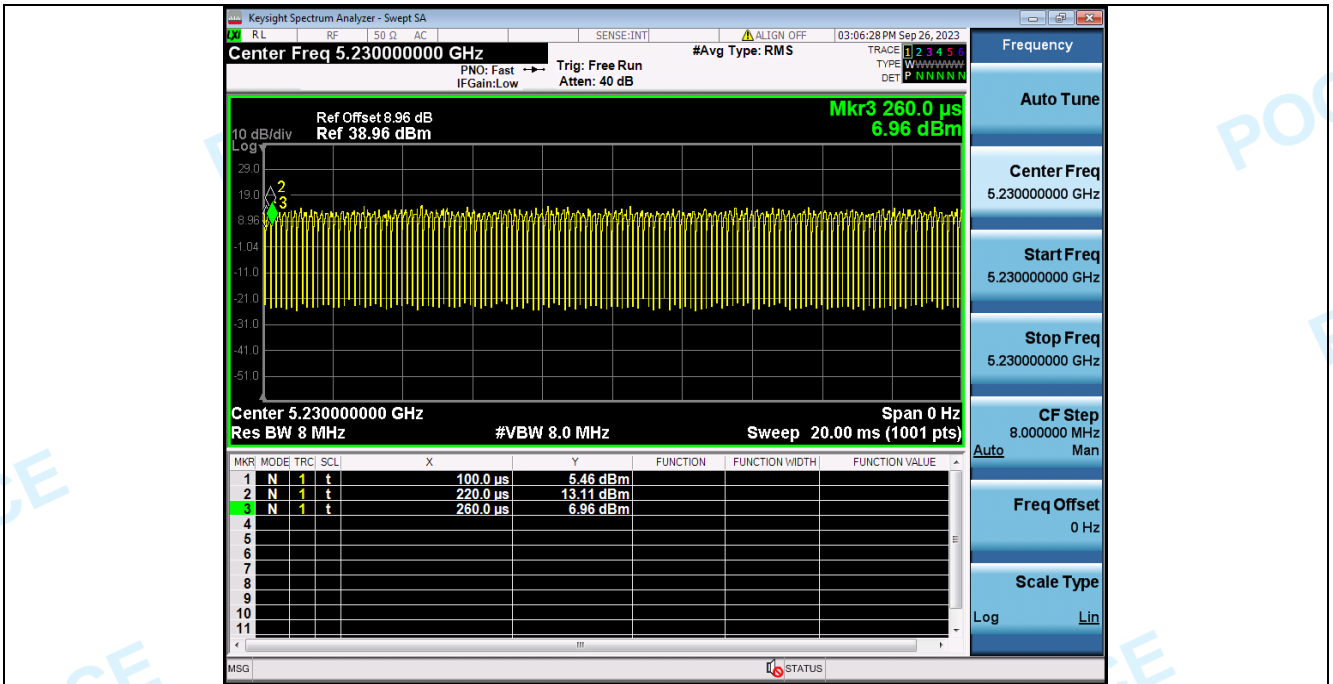 Keysight Spectrum Analyzer - Swept SA
LXI RL RF 50 Ω AC SENSE:INT ALIGN OFF 03:06:28 PM Sep 26, 2023
Center Freq 5.230000000 GHz #Avg Type: RMS TRACE 1 2 3 4 5 6
PNO: Fast Trig: Free Run TYPE WWWWWW
IFGain:Low Atten: 40 dB DET P N N N N N
Frequency
Auto Tune
Center Freq
5.230000000 GHz
Start Freq
5.230000000 GHz
Stop Freq
5.230000000 GHz
CF Step
8.000000 MHz
Auto Man
Freq Offset
0 Hz
Scale Type
Log Lin
Mkr3 260.0 µs
6.96 dBm
Ref Offset 8.96 dB
10 dB/div Ref 38.96 dBm
Log
29.0
19.0
8.96
-1.04
-11.0
-21.0
-31.0
-41.0
-51.0
2
3
Center 5.230000000 GHz Span 0 Hz
Res BW 8 MHz #VBW 8.0 MHz Sweep 20.00 ms (1001 pts)
MKR MODE TRC SCL X Y FUNCTION FUNCTION WIDTH FUNCTION VALUE
1 N 1 t 100.0 µs 5.46 dBm
2 N 1 t 220.0 µs 13.11 dBm
3 N 1 t 260.0 µs 6.96 dBm
4
5
6
7
8
9
10
11
MSG STATUS